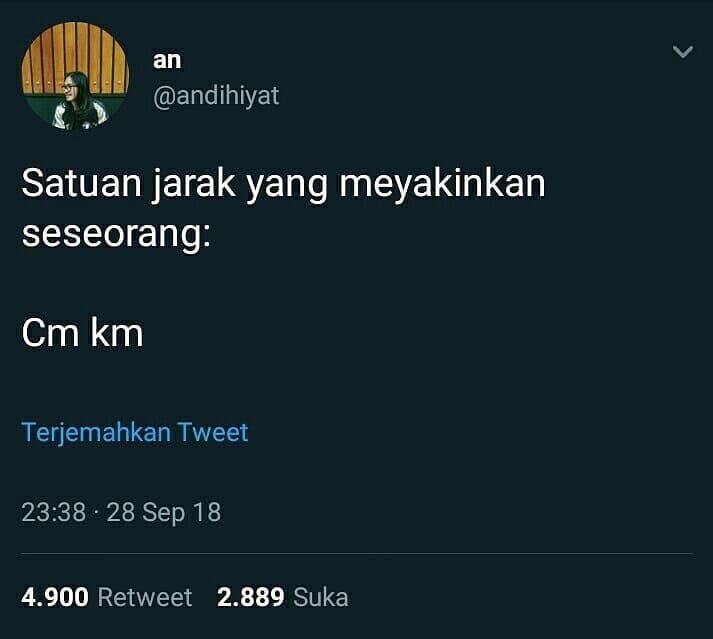 an
@andihiyat
Satuan jarak yang meyakinkan
seseorang:
Cm km
Terjemahkan Tweet
23:38 · 28 Sep 18
4.900 Retweet 2.889 Suka